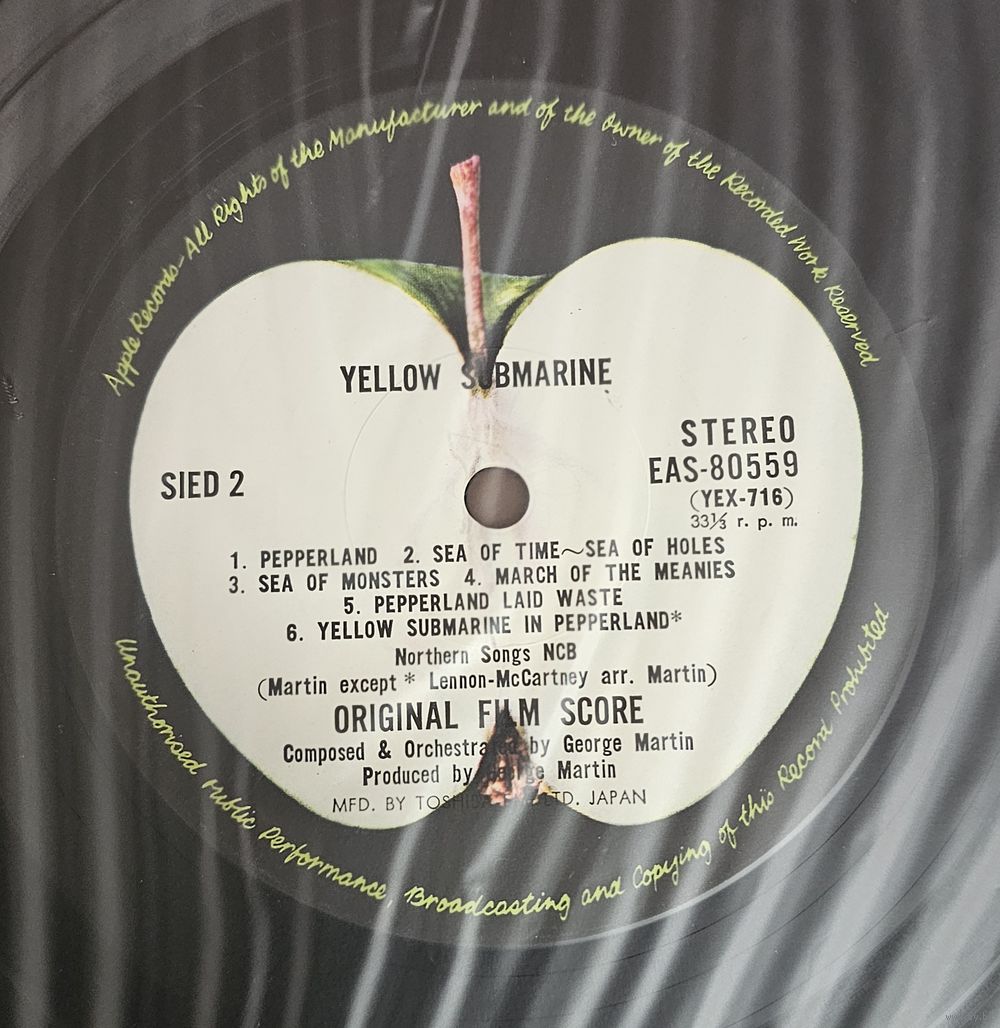 Apple Records-All Rights of the Manufacturer and of the Owner of the Recorded Work Reserved
YELLOW SUBMARINE
STEREO
SIED 2
EAS-80559
(YEX-716)
33⅓ r. p. m.
1. PEPPERLAND 2. SEA OF TIME～SEA OF HOLES
3. SEA OF MONSTERS 4. MARCH OF THE MEANIES
5. PEPPERLAND LAID WASTE
6. YELLOW SUBMARINE IN PEPPERLAND*
Northern Songs NCB
(Martin except * Lennon-McCartney arr. Martin)
ORIGINAL FILM SCORE
Composed & Orchestrated by George Martin
Produced by George Martin
MFD. BY TOSHIBA LTD. JAPAN
Unauthorised Public Performance, Broadcasting and Copying of this Record Prohibited